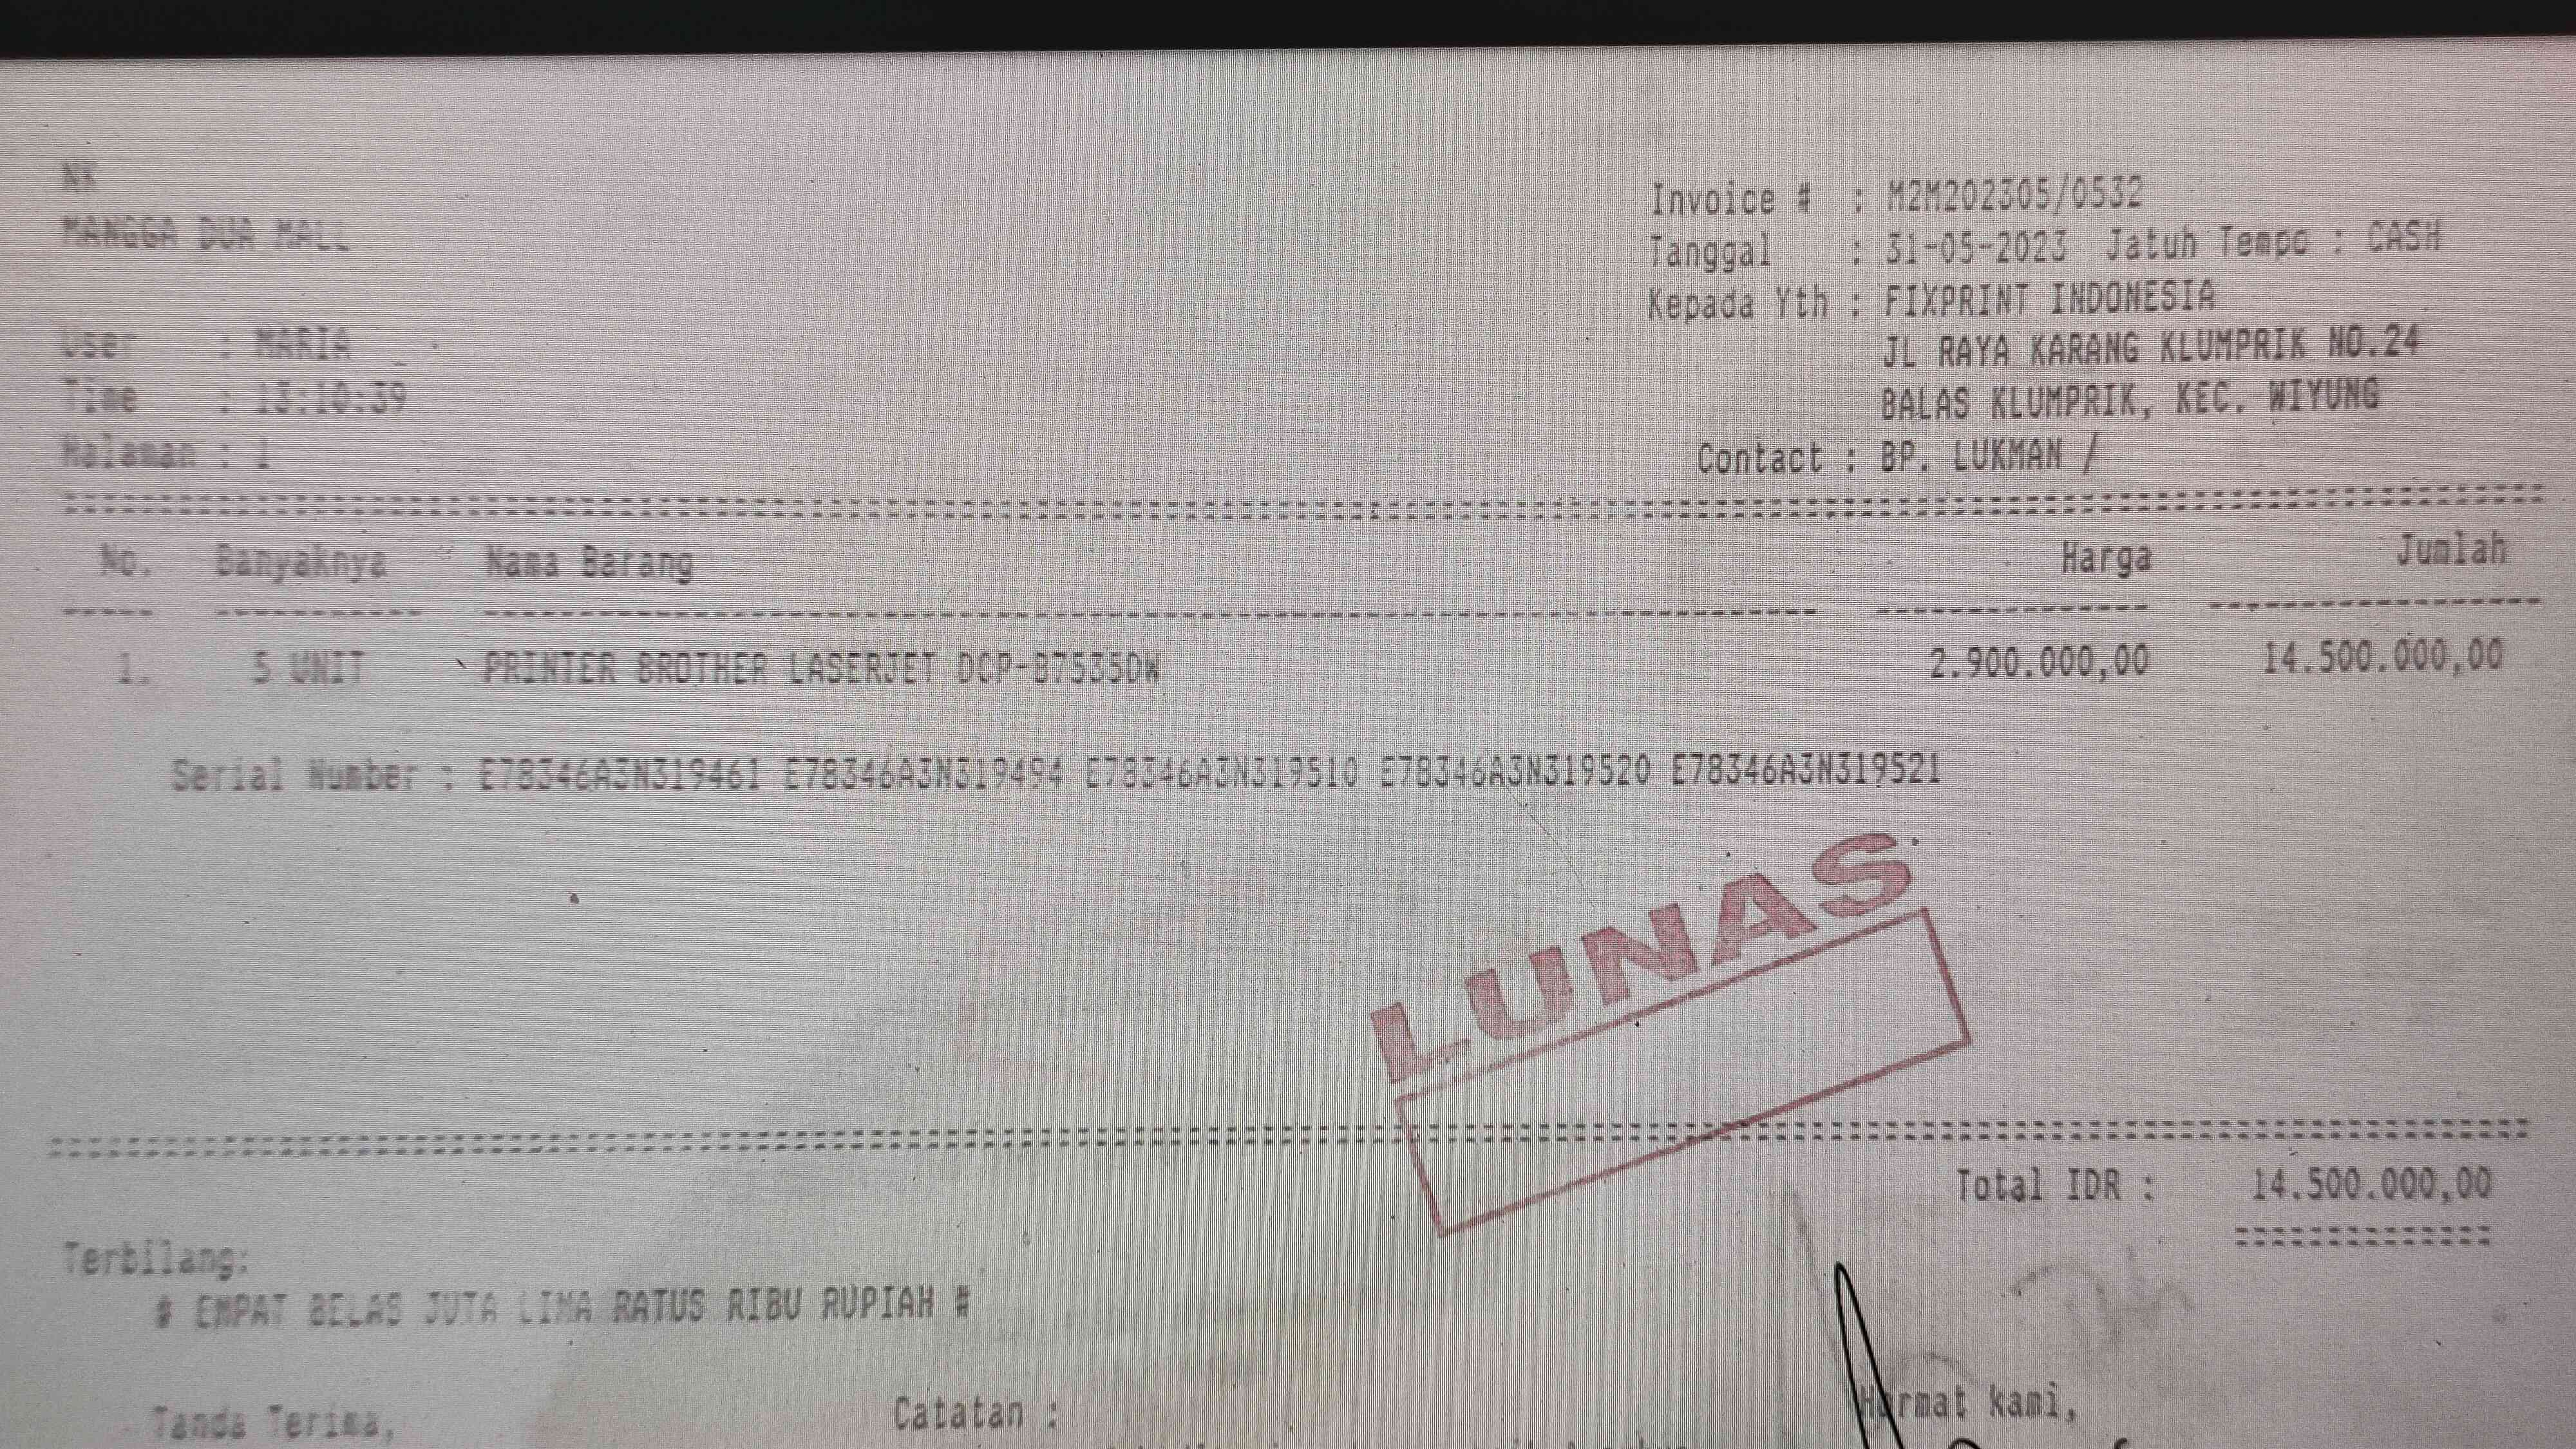 NK
MANGGA DUA MALL
User : MARIA
Time : 13:10:39
Halaman : 1
Invoice # : M2M202305/0532
Tanggal : 31-05-2023 Jatuh Tempo : CASH
Kepada Yth : FIXPRINT INDONESIA
JL RAYA KARANG KLUMPRIK NO.24
BALAS KLUMPRIK, KEC. WIYUNG
Contact : BP. LUKMAN /
No. Banyaknya Nama Barang Harga Jumlah
1. 5 UNIT PRINTER BROTHER LASERJET DCP-B7535DW 2.900.000,00 14.500.000,00
Serial Number : E78346A3N319461 E78346A3N319494 E78346A3N319510 E78346A3N319520 E78346A3N319521
LUNAS
Total IDR : 14.500.000,00
Terbilang:
# EMPAT BELAS JUTA LIMA RATUS RIBU RUPIAH #
Tanda Terima, Catatan : Hormat kami,